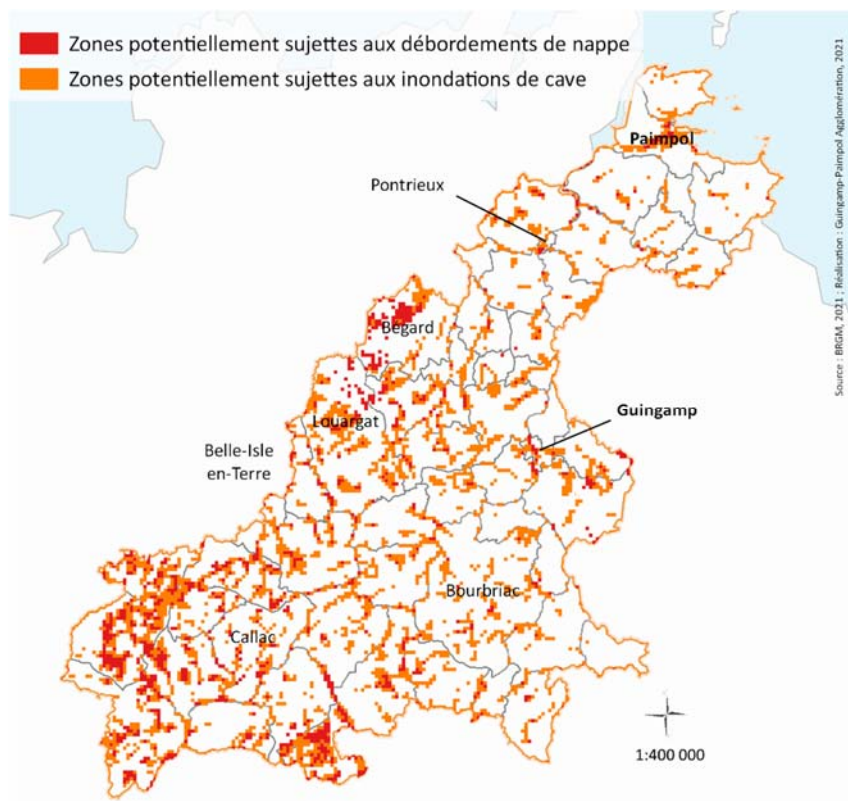 Zones potentiellement sujettes aux débordements de nappe
Zones potentiellement sujettes aux inondations de cave
Paimpol
Pontrieux
Bégard
Louargat
Guingamp
Belle-Isle
en-Terre
Bourbriac
Callac
1:400 000
Source : BRGM, 2021 ; Réalisation : Guingamp-Paimpol Agglomération, 2021